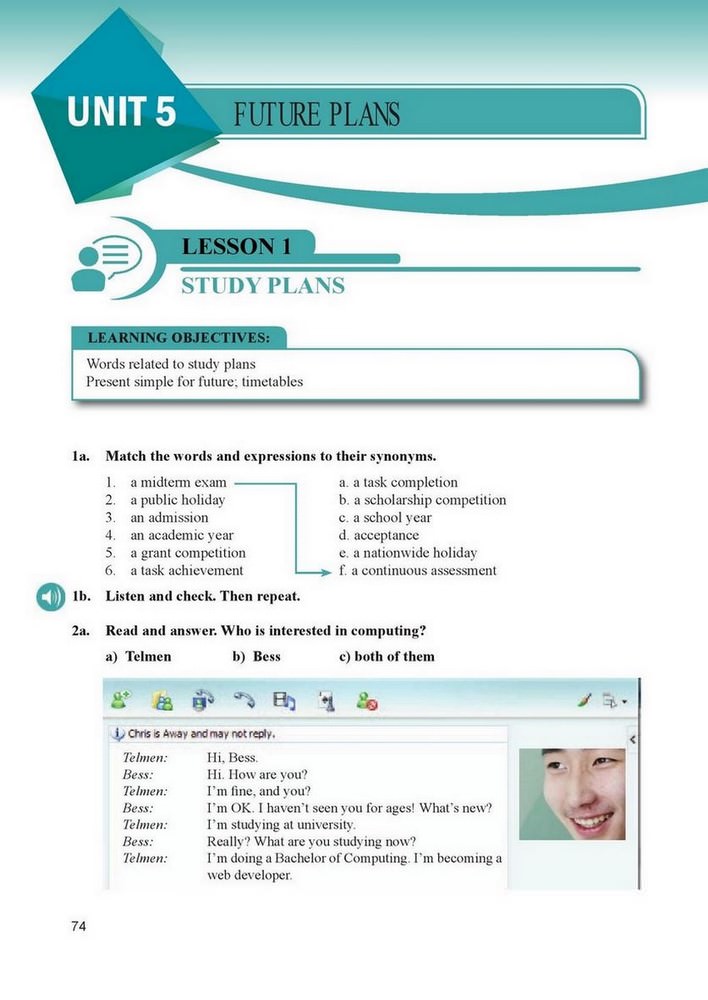 UNIT 5
FUTURE PLANS
LESSON 1
STUDY PLANS
LEARNING OBJECTIVES:
Words related to study plans
Present simple for future; timetables
1a. Match the words and expressions to their synonyms.
1. a midterm exam
2. a public holiday
3. an admission
4. an academic year
5. a grant competition
6. a task achievement
a. a task completion
b. a scholarship competition
c. a school year
d. acceptance
e. a nationwide holiday
f. a continuous assessment
1b. Listen and check. Then repeat.
2a. Read and answer. Who is interested in computing?
a) Telmen b) Bess c) both of them
Chris is Away and may not reply.
Telmen: Hi, Bess.
Bess: Hi. How are you?
Telmen: I'm fine, and you?
Bess: I'm OK. I haven't seen you for ages! What's new?
Telmen: I'm studying at university.
Bess: Really? What are you studying now?
Telmen: I'm doing a Bachelor of Computing. I'm becoming a
web developer.
74